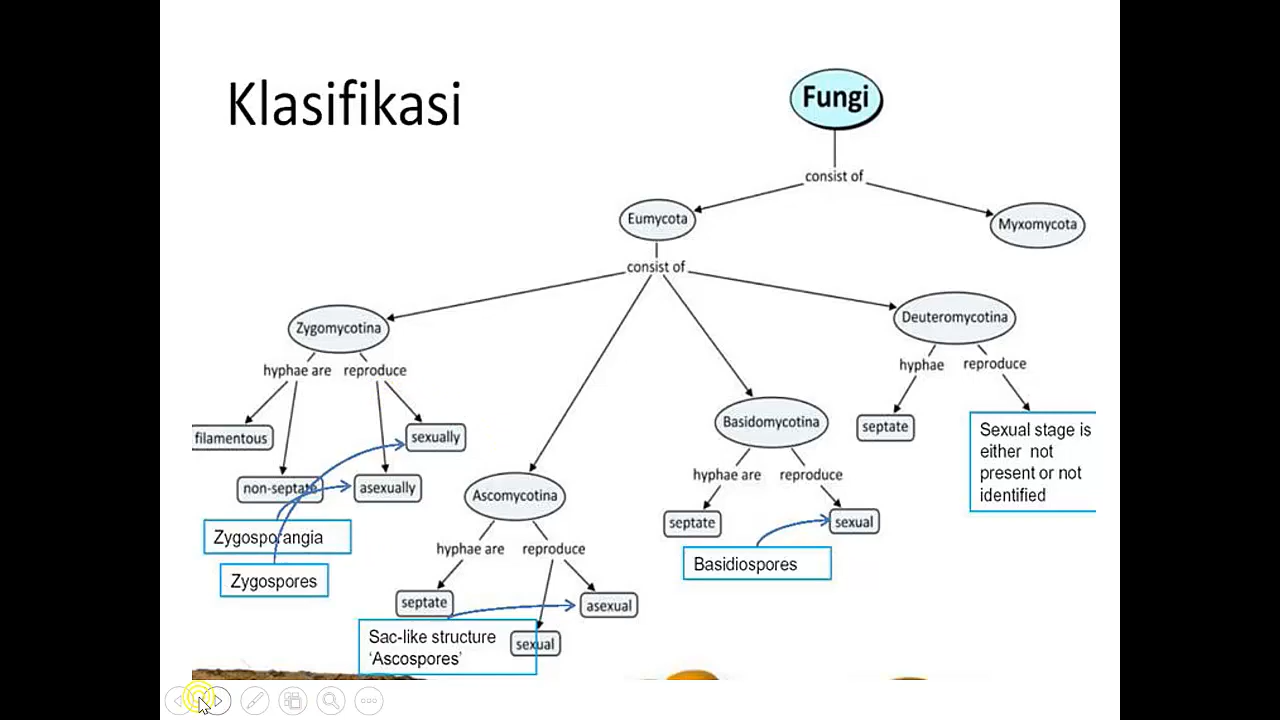 Klasifikasi
Fungi
consist of
Eumycota
Myxomycota
consist of
Zygomycotina
Deuteromycotina
hyphae are
reproduce
hyphae
reproduce
filamentous
sexually
Basidomycotina
septate
Sexual stage is
either not
present or not
identified
non-septate
asexually
Ascomycotina
hyphae are
reproduce
septate
sexual
Zygosporangia
Zygospores
Basidiospores
hyphae are
reproduce
septate
asexual
Sac-like structure
‘Ascospores’
sexual